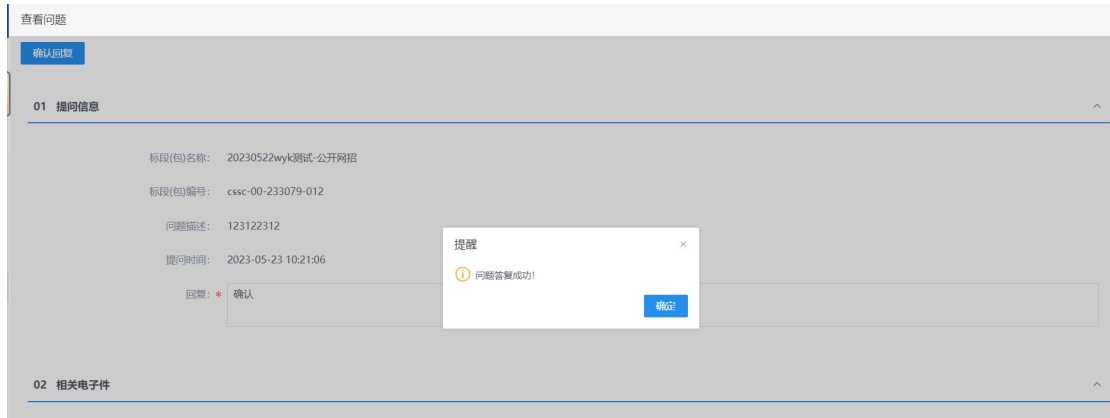 查看问题
确认回复
01 提问信息
标段(包)名称： 20230522wyk测试-公开网招
标段(包)编号： cssc-00-233079-012
问题描述： 123122312
提问时间： 2023-05-23 10:21:06
回复：* 确认
提醒
问题答复成功!
确定
02 相关电子件